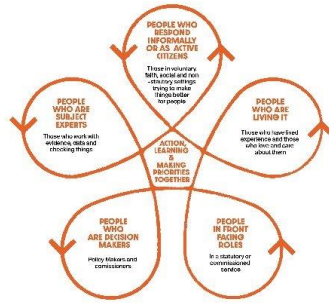 PEOPLE WHO
RESPOND
INFORMALLY
OR AS ACTIVE
CITIZENS
Those in voluntary
faith, social and non
-statutory settings
trying to make
things better
for people
PEOPLE
WHO ARE
SUBJECT
EXPERTS
Those who work with
evidence, data and
checking things
PEOPLE
WHO ARE
LIVING IT
Those who have lived
experience and those
who love and care
about them
ACTION,
LEARNING
&
MAKING
PRIORITIES
TOGETHER
PEOPLE
WHO
ARE DECISION
MAKERS
Policy Makers and
comissioners
PEOPLE
IN FRONT
FACING
ROLES
In a statutory or
commissioned
service